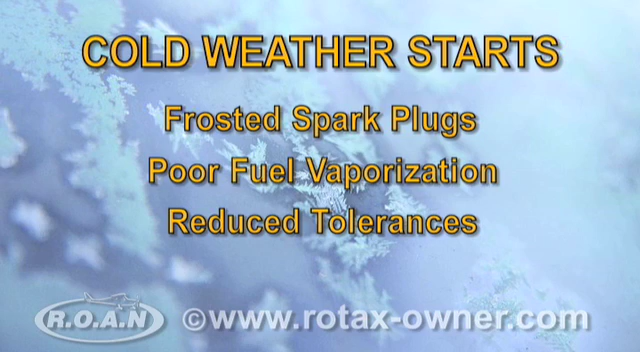 COLD WEATHER STARTS
Frosted Spark Plugs
Poor Fuel Vaporization
Reduced Tolerances
R.O.A.N ©www.rotax-owner.com